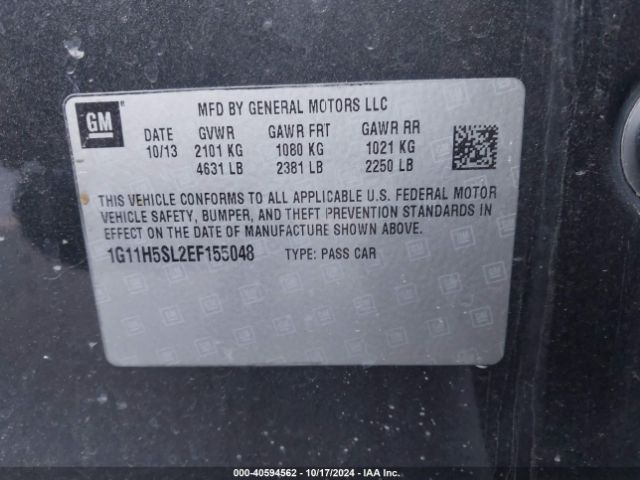 GM
MFD BY GENERAL MOTORS LLC
DATE GVWR GAWR FRT GAWR RR
10/13 2101 KG 1080 KG 1021 KG
4631 LB 2381 LB 2250 LB
THIS VEHICLE CONFORMS TO ALL APPLICABLE U.S. FEDERAL MOTOR
VEHICLE SAFETY, BUMPER, AND THEFT PREVENTION STANDARDS IN
EFFECT ON THE DATE OF MANUFACTURE SHOWN ABOVE.
1G11H5SL2EF155048 TYPE: PASS CAR
000-40594562 - 10/17/2024 - IAAI.COM